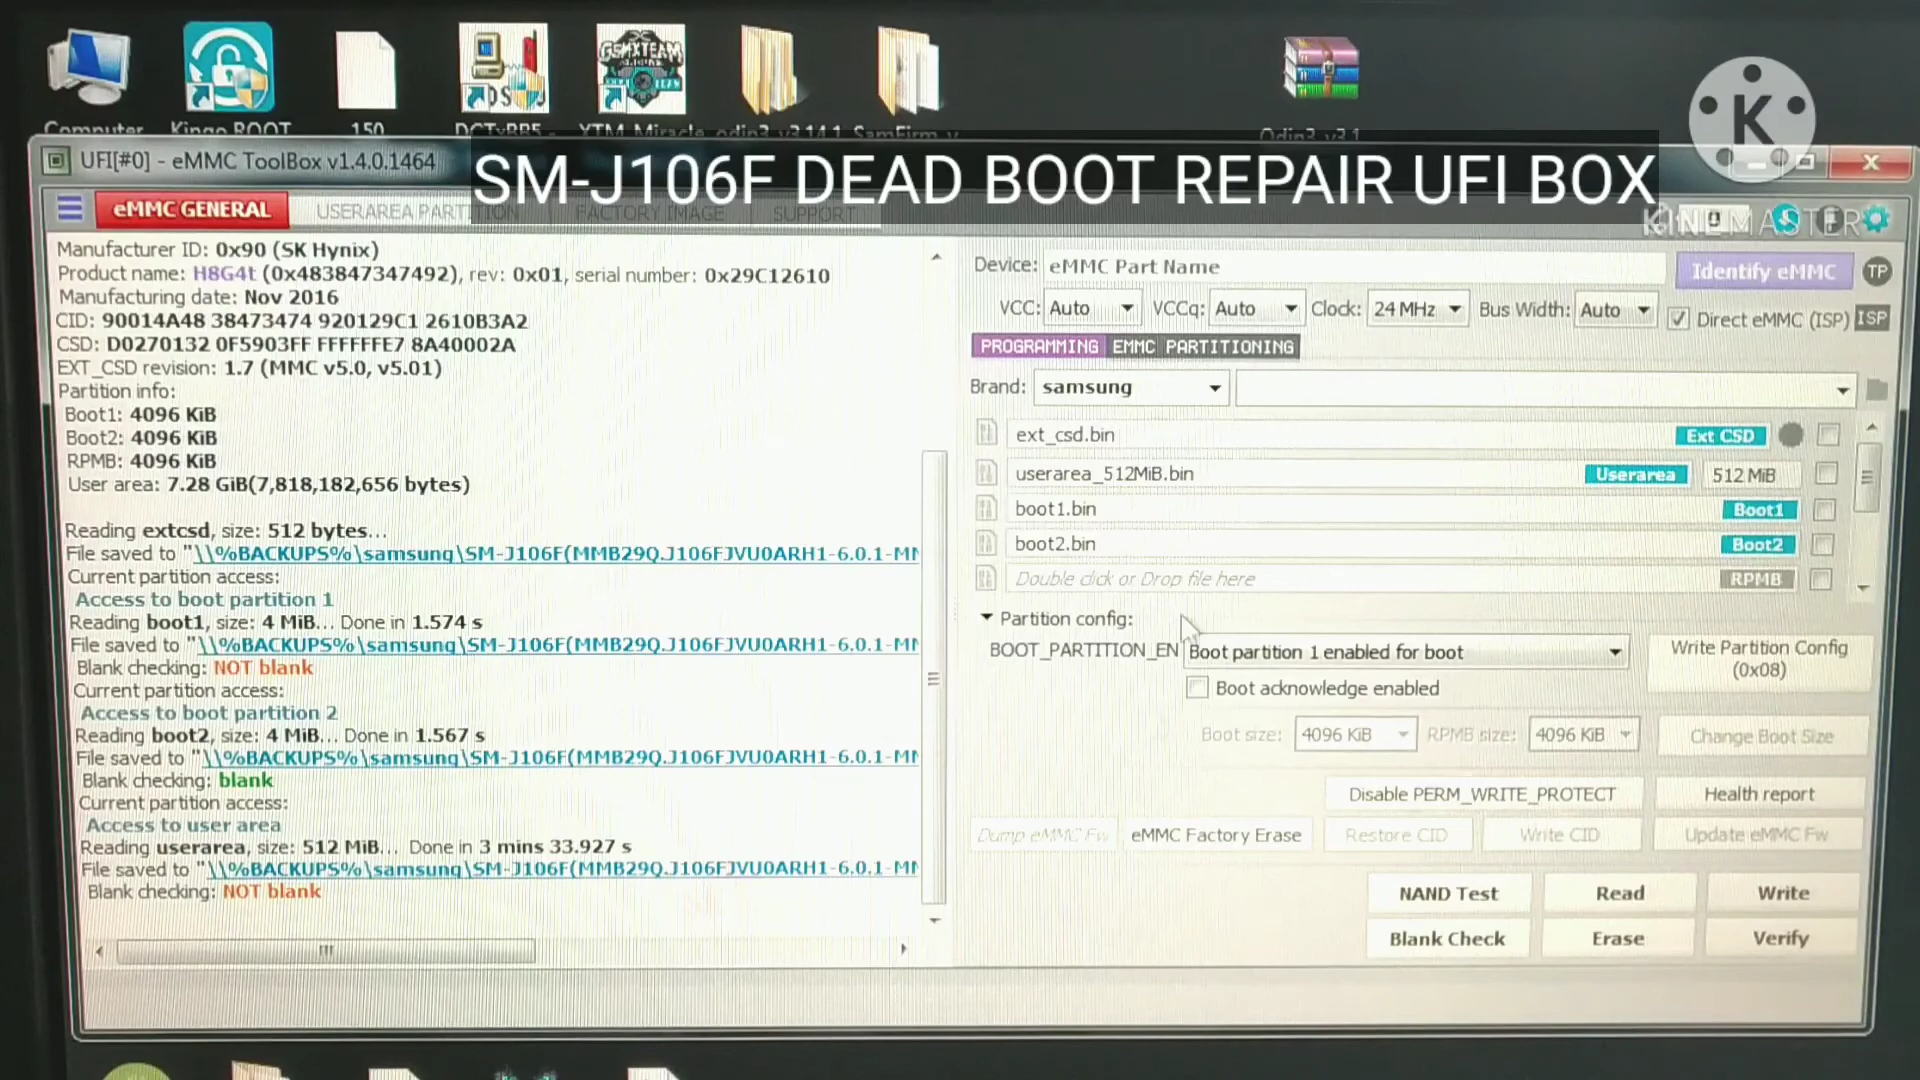 Computer
Kingo ROOT
150
DCTxBB5 -
XTM_Miracle
odin3_v3.14.1
SamFirm_v
Odin3_v3.1
K
UFI[#0] - eMMC ToolBox v1.4.0.1464
SM-J106F DEAD BOOT REPAIR UFI BOX
KINEMASTER
eMMC GENERAL
USERAREA PARTITION
FACTORY IMAGE
SUPPORT
Manufacturer ID: 0x90 (SK Hynix)
Product name: H8G4t (0x483847347492), rev: 0x01, serial number: 0x29C12610
Manufacturing date: Nov 2016
CID: 90014A48 38473474 920129C1 2610B3A2
CSD: D0270132 0F5903FF FFFFFFE7 8A40002A
EXT_CSD revision: 1.7 (MMC v5.0, v5.01)
Partition info:
Boot1: 4096 KiB
Boot2: 4096 KiB
RPMB: 4096 KiB
User area: 7.28 GiB(7,818,182,656 bytes)
Reading extcsd, size: 512 bytes...
File saved to "\\%BACKUPS%\samsung\SM-J106F(MMB29Q.J106FJVU0ARH1-6.0.1-MM
Current partition access:
Access to boot partition 1
Reading boot1, size: 4 MiB... Done in 1.574 s
File saved to "\\%BACKUPS%\samsung\SM-J106F(MMB29Q.J106FJVU0ARH1-6.0.1-MM
Blank checking: NOT blank
Current partition access:
Access to boot partition 2
Reading boot2, size: 4 MiB... Done in 1.567 s
File saved to "\\%BACKUPS%\samsung\SM-J106F(MMB29Q.J106FJVU0ARH1-6.0.1-MM
Blank checking: blank
Current partition access:
Access to user area
Reading userarea, size: 512 MiB... Done in 3 mins 33.927 s
File saved to "\\%BACKUPS%\samsung\SM-J106F(MMB29Q.J106FJVU0ARH1-6.0.1-MM
Blank checking: NOT blank
Device: eMMC Part Name Identify eMMC TP
VCC: Auto VCCq: Auto Clock: 24 MHz Bus Width: Auto Direct eMMC (ISP) ISP
PROGRAMMING EMMC PARTITIONING
Brand: samsung
ext_csd.bin Ext CSD
userarea_512MiB.bin Userarea 512 MiB
boot1.bin Boot1
boot2.bin Boot2
Double click or Drop file here RPMB
Partition config:
BOOT_PARTITION_EN Boot partition 1 enabled for boot Write Partition Config
(0x08)
Boot acknowledge enabled
Boot size: 4096 KiB RPMB size: 4096 KiB Change Boot Size
Disable PERM_WRITE_PROTECT Health report
Dump eMMC Fw eMMC Factory Erase Restore CID Write CID Update eMMC Fw
NAND Test Read Write
Blank Check Erase Verify